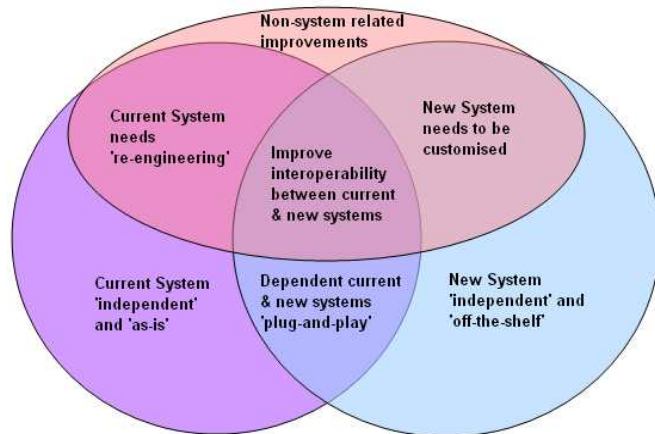 Non-system related
improvements
Current System
needs
're-engineering'
New System
needs to be
customised
Improve
interoperability
between current
& new systems
Current System
'independent'
and 'as-is'
Dependent current
& new systems
'plug-and-play'
New System
'independent' and
'off-the-shelf'